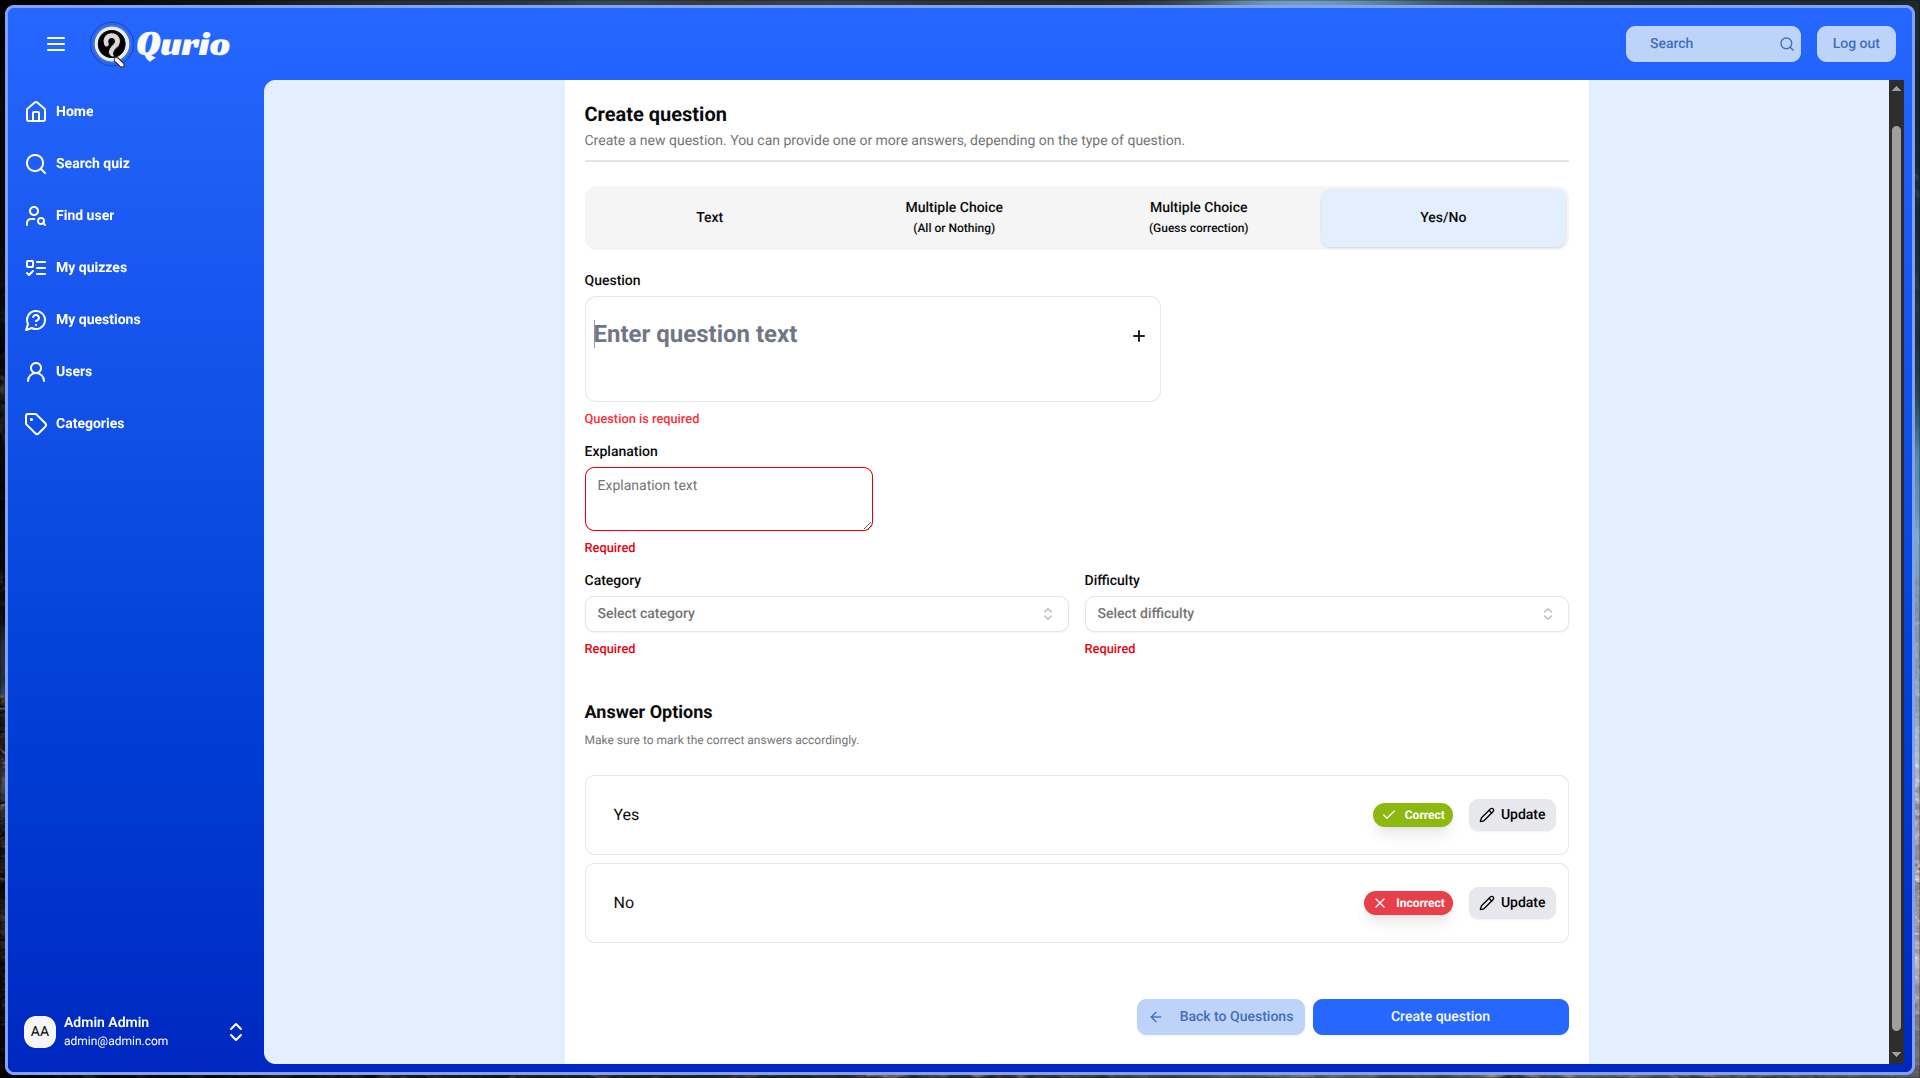 Qurio
Search
Log out
Home
Search quiz
Find user
My quizzes
My questions
Users
Categories
Admin Admin
AA
admin@admin.com
Create question
Create a new question. You can provide one or more answers, depending on the type of question.
Text
Multiple Choice
(All or Nothing)
Multiple Choice
(Guess correction)
Yes/No
Question
Enter question text
Question is required
Explanation
Explanation text
Required
Category
Difficulty
Select category
Select difficulty
Required
Required
Answer Options
Make sure to mark the correct answers accordingly.
Yes
Correct
Update
No
Incorrect
Update
Back to Questions
Create question